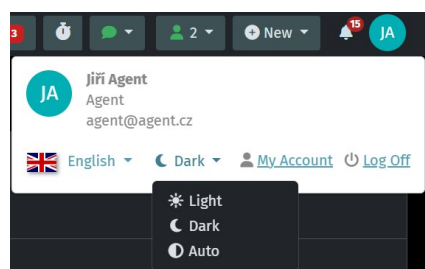 3 2 New 15 JA
JA Jiří Agent
Agent
agent@agent.cz
English Dark My Account Log Off
Light
Dark
Auto